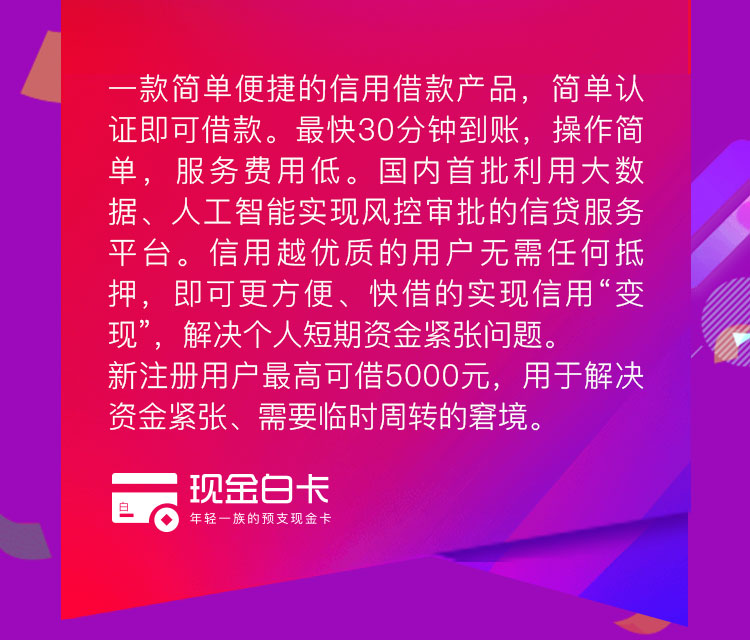 一款简单便捷的信用借款产品，简单认
证即可借款。最快30分钟到账，操作简
单，服务费用低。国内首批利用大数
据、人工智能实现风控审批的信贷服务
平台。信用越优质的用户无需任何抵
押，即可更方便、快借的实现信用“变
现”，解决个人短期资金紧张问题。
新注册用户最高可借5000元，用于解决
资金紧张、需要临时周转的窘境。
现金白卡
白
年轻一族的预支现金卡